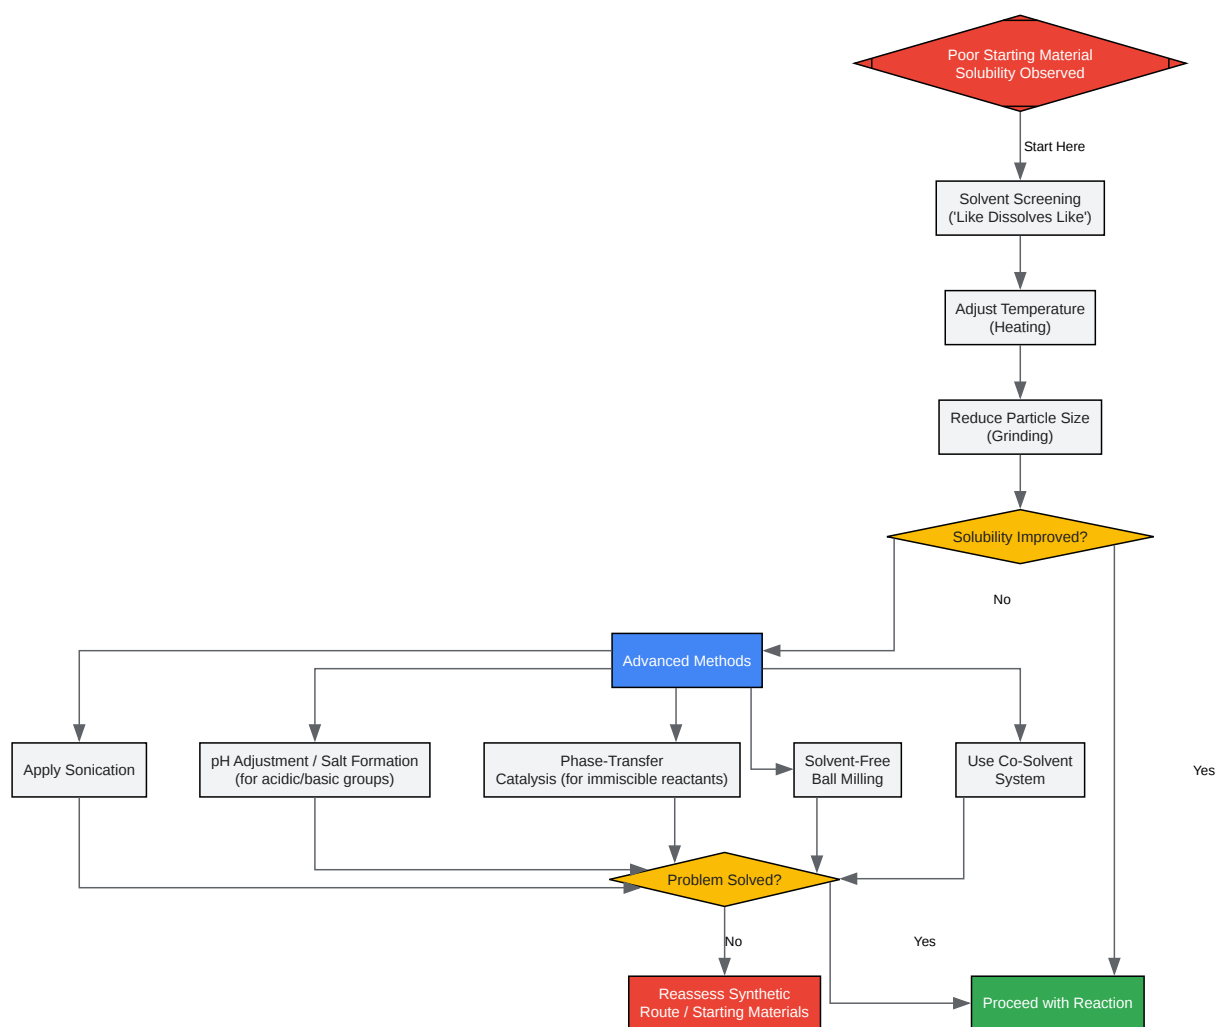 Poor Starting Material
Solubility Observed
Start Here
Solvent Screening
('Like Dissolves Like')
Adjust Temperature
(Heating)
Reduce Particle Size
(Grinding)
Solubility Improved?
No
Advanced Methods
Apply Sonication
pH Adjustment / Salt Formation
(for acidic/basic groups)
Phase-Transfer
Catalysis (for immiscible reactants)
Solvent-Free
Ball Milling
Use Co-Solvent
System
Yes
Problem Solved?
No
Yes
Reassess Synthetic
Route / Starting Materials
Proceed with Reaction